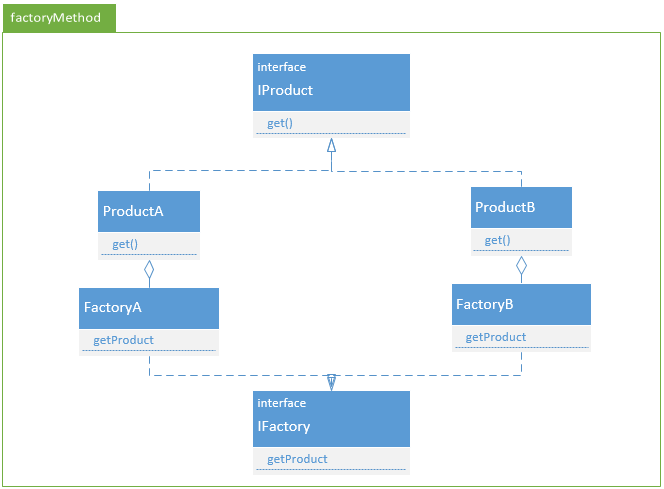 factoryMethod
interface
IProduct
get()
ProductA
get()
ProductB
get()
FactoryA
getProduct
FactoryB
getProduct
interface
IFactory
getProduct